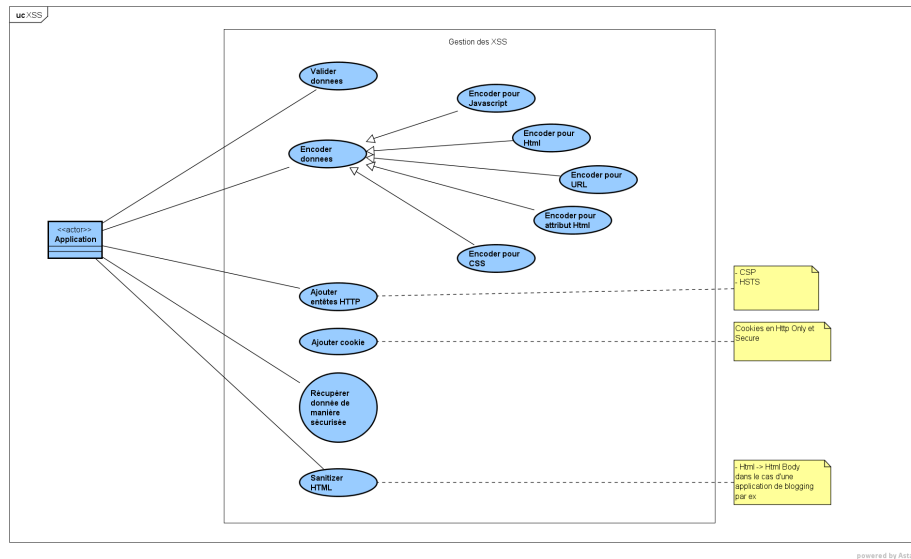 uc XSS
Gestion des XSS
Valider
donnees
Encoder pour
Javascript
Encoder pour
Html
Encoder
donnees
Encoder pour
URL
Encoder pour
attribut Html
<<actor>>
Application
Encoder pour
CSS
- CSP
- HSTS
Ajouter
entêtes HTTP
Cookies en Http Only et
Secure
Ajouter cookie
Récupérer
donnée de
manière
sécurisée
- Html -> Html Body
dans le cas d'une
application de blogging
par ex
Sanitizer
HTML
powered by Asta